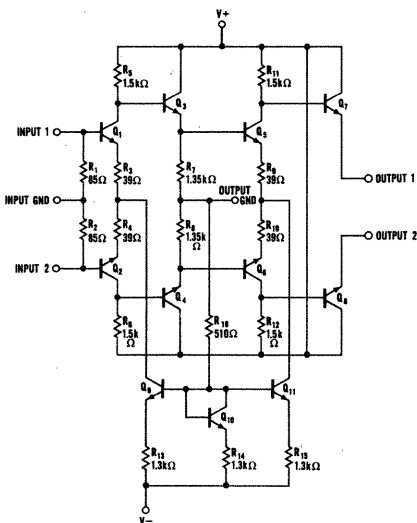 V+
R5
1.5kΩ
R11
1.5kΩ
Q3
Q7
INPUT 1
Q1
Q5
R1
85Ω
R3
39Ω
R7
1.35kΩ
OUTPUT
GND
R9
39Ω
OUTPUT 1
INPUT GND
R2
85Ω
R4
39Ω
R8
1.35k
Ω
R10
39Ω
OUTPUT 2
INPUT 2
Q2
Q4
Q6
Q8
R6
1.5k
Ω
R16
510Ω
R12
1.5k
Ω
Q9
Q10
Q11
R13
1.3kΩ
R14
1.3kΩ
R15
1.3kΩ
V−